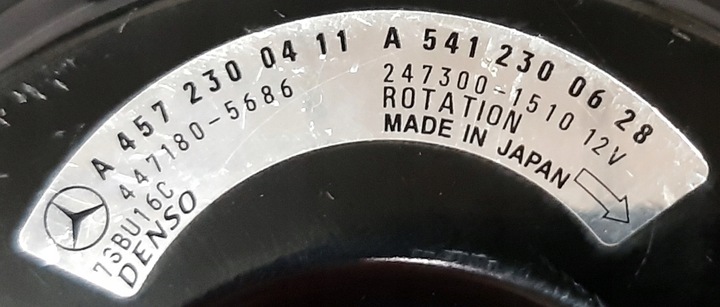 A 457 230 04 11
447180-5686
73BU16C
DENSO
A 541 230 06 28
247300-1510 12V
ROTATION
MADE IN JAPAN